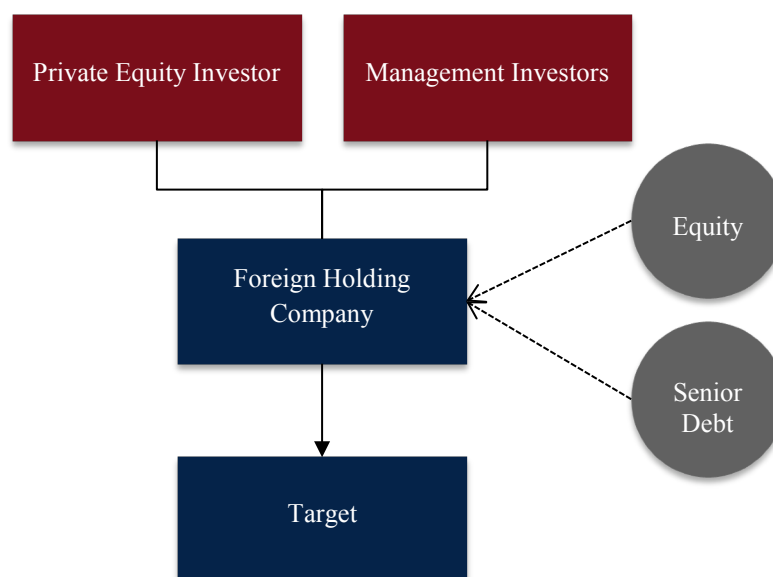 Private Equity Investor
Management Investors
Equity
Foreign Holding
Company
Senior
Debt
Target